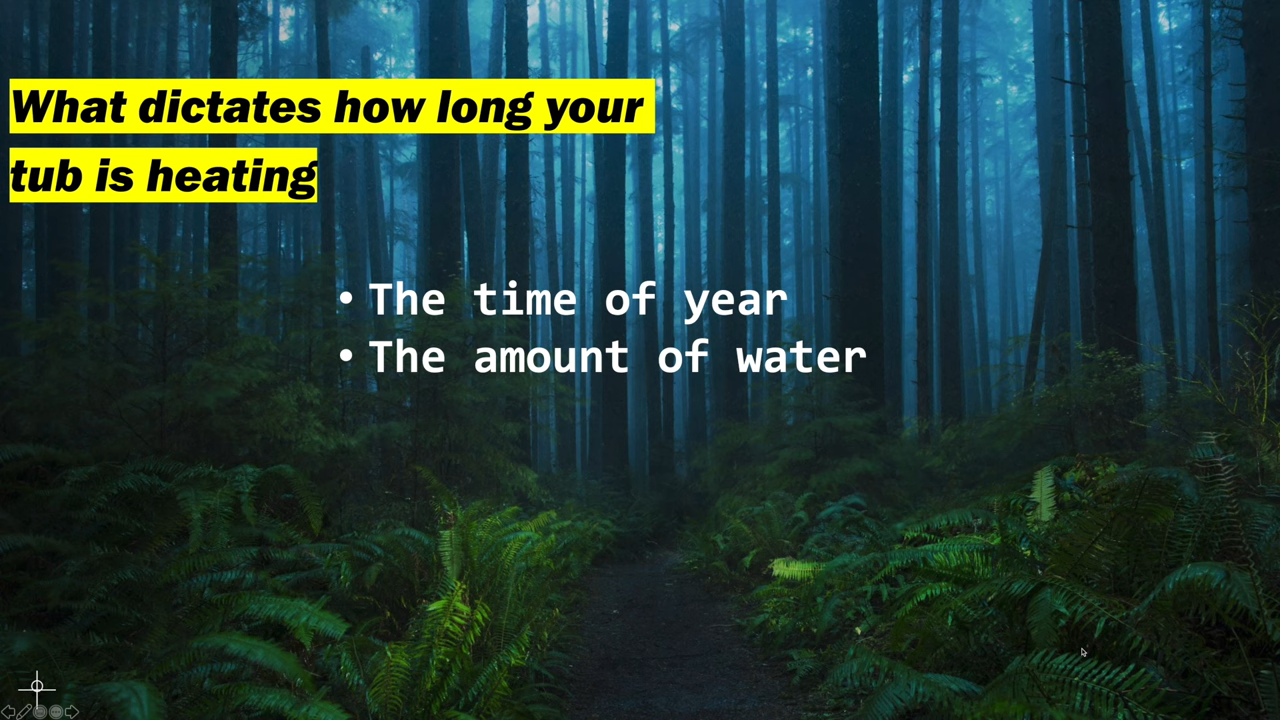 What dictates how long your
tub is heating
• The time of year
• The amount of water